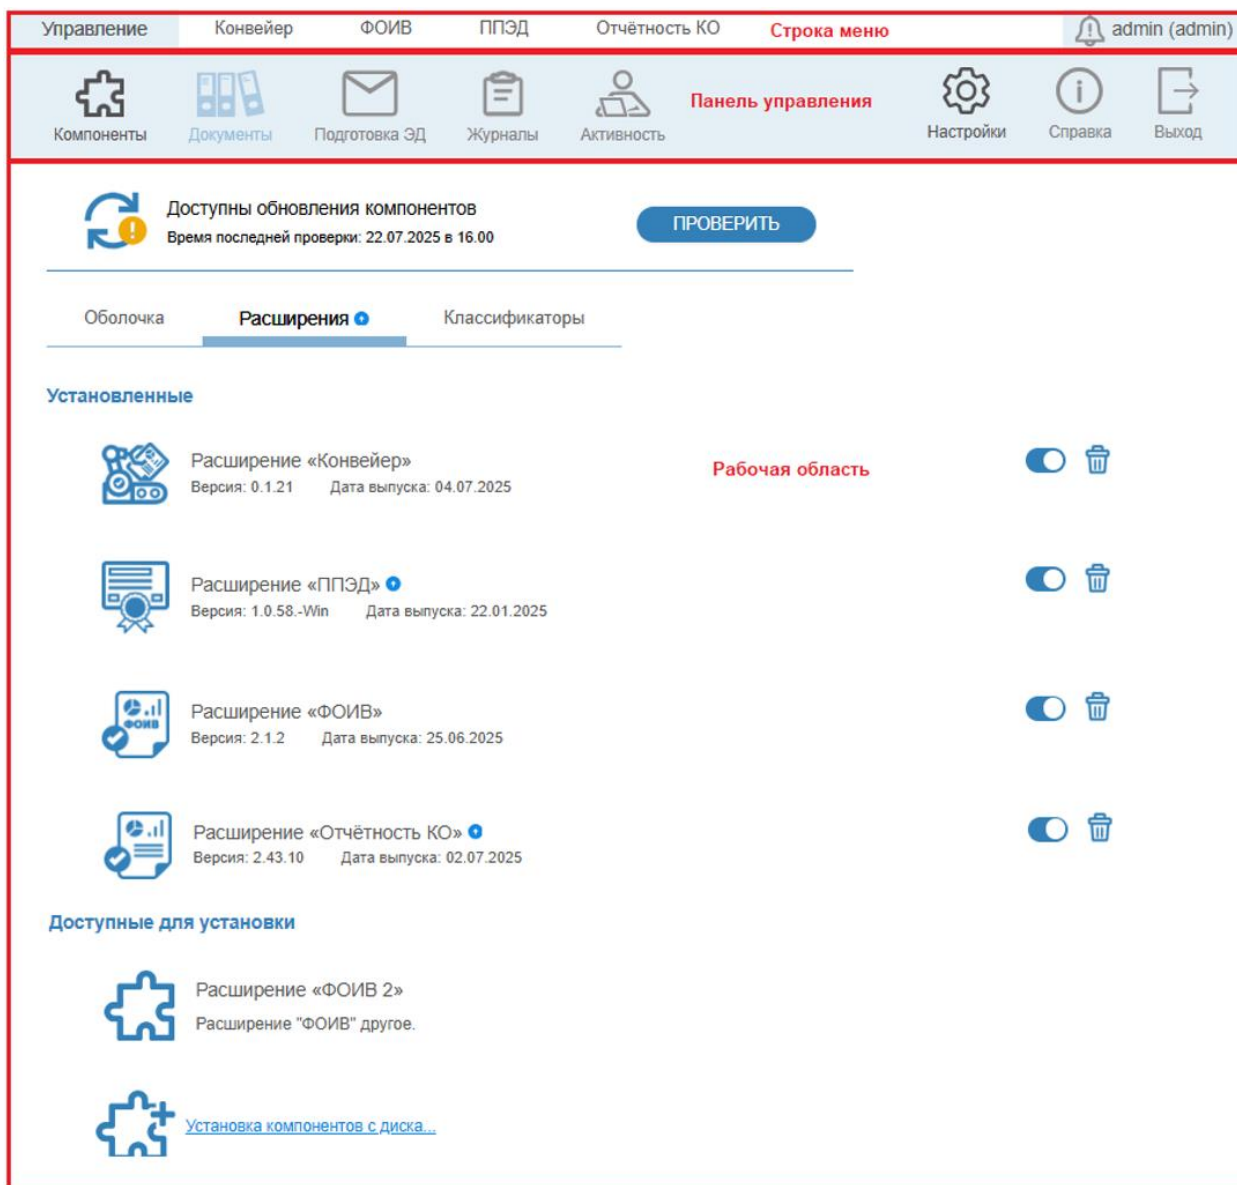 Управление Конвейер ФОИВ ППЭД Отчётность КО Строка меню admin (admin)
Компоненты Документы Подготовка ЭД Журналы Активность Панель управления Настройки Справка Выход
Доступны обновления компонентов
Время последней проверки: 22.07.2025 в 16.00
ПРОВЕРИТЬ
Оболочка Расширения Классификаторы
Установленные
Расширение «Конвейер»
Версия: 0.1.21 Дата выпуска: 04.07.2025
Рабочая область
Расширение «ППЭД»
Версия: 1.0.58.-Win Дата выпуска: 22.01.2025
ФОИВ
Расширение «ФОИВ»
Версия: 2.1.2 Дата выпуска: 25.06.2025
Расширение «Отчётность КО»
Версия: 2.43.10 Дата выпуска: 02.07.2025
Доступные для установки
Расширение «ФОИВ 2»
Расширение "ФОИВ" другое.
Установка компонентов с диска...